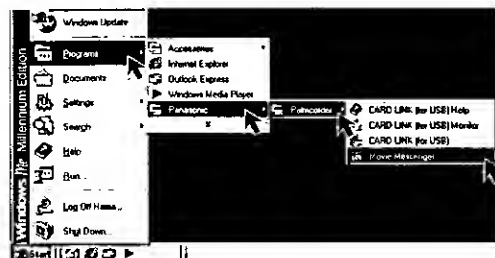 Windows Me Millennium Edition
Windows Update
Programs
Documents
Settings
Search
Help
Run...
Log Off Hama...
Shut Down...
Start
Accessories
Internet Explorer
Outlook Express
Windows Media Player
Panasonic
Palmcorder
CARD LINK (for USB) Help
CARD LINK (for USB) Monitor
CARD LINK (for USB)
Movie Messenger